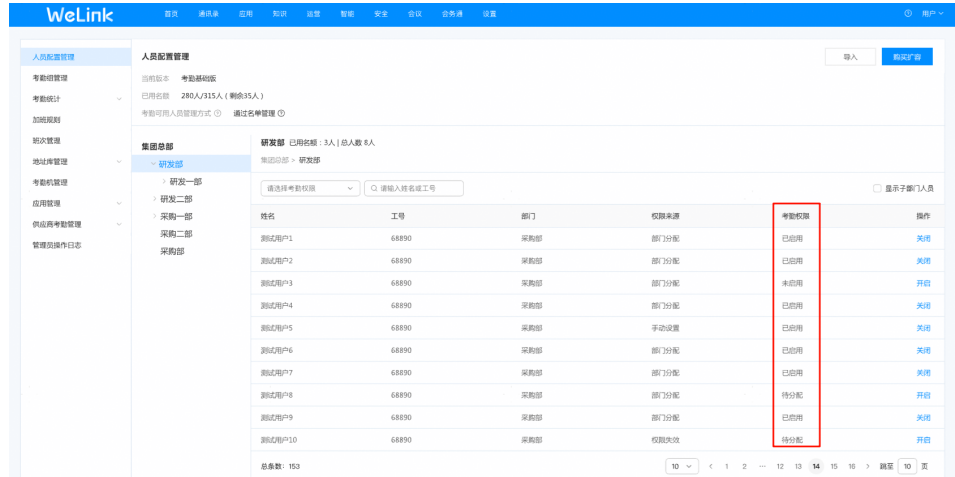 WeLink 首页 通讯录 应用 知识 运营 智能 安全 会议 会务通 设置 用户
人员配置管理
考勤组管理
考勤统计
加班规则
班次管理
地址库管理
考勤机管理
应用管理
供应商考勤管理
管理员操作日志
人员配置管理 导入 购买扩容
当前版本 考勤基础版
已用名额 280人/315人（剩余35人）
考勤可用人员管理方式 通过名单管理
集团总部
研发部
研发一部
研发二部
采购一部
采购二部
采购部
研发部 已用名额：3人 | 总人数 8人
集团总部 > 研发部
请选择考勤权限 请输入姓名或工号 显示子部门人员
姓名 工号 部门 权限来源 考勤权限 操作
测试用户1 68890 采购部 部门分配 已启用 关闭
测试用户2 68890 采购部 部门分配 已启用 关闭
测试用户3 68890 采购部 部门分配 未启用 开启
测试用户4 68890 采购部 部门分配 已启用 关闭
测试用户5 68890 采购部 手动设置 已启用 关闭
测试用户6 68890 采购部 部门分配 已启用 关闭
测试用户7 68890 采购部 部门分配 已启用 关闭
测试用户8 68890 采购部 部门分配 待分配 开启
测试用户9 68890 采购部 部门分配 已启用 关闭
测试用户10 68890 采购部 权限失效 待分配 开启
总条数：153 10 < 1 2 ··· 12 13 14 15 16 > 跳至 10 页